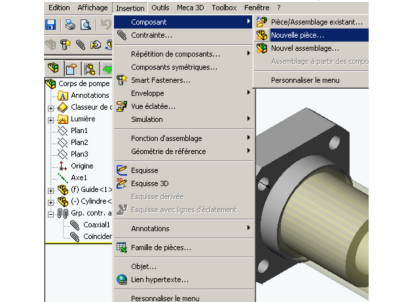 Edition Affichage Insertion Outils Meca 3D Toolbox Fenêtre ?
Composant
Contrainte...
Répétition de composants...
Composants symétriques...
Smart Fasteners...
Enveloppe
Vue éclatée...
Simulation
Fonction d'assemblage
Géométrie de référence
Esquisse
Esquisse 3D
Esquisse dérivée
Esquisse avec lignes d'éclatement
Annotations
Famille de pièces...
Objet...
Lien hypertexte...
Personnaliser le menu
Pièce/Assemblage existant...
Nouvelle pièce...
Nouvel assemblage...
Assemblage à partir des compo
Personnaliser le menu
Corps de pompe
Annotations
Classeur de c
Lumière
Plan1
Plan2
Plan3
Origine
Axe1
(f) Guide<1>
(-) Cylindre<
Grp. contr. a
Coaxial1
Coincider